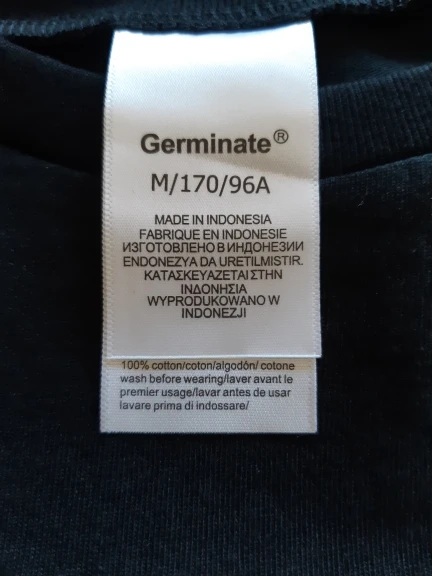 Germinate®
M/170/96A
MADE IN INDONESIA
FABRIQUE EN INDONESIE
ИЗГОТОВЛЕНО В ИНДОНЕЗИИ
ENDONEZYA DA URETILMISTIR.
ΚΑΤΑΣΚΕΥΑΖΕΤΑΙ ΣΤΗΝ
ΙΝΔΟΝΗΣΙΑ
WYPRODUKOWANO W
INDONEZJI
100% cotton/coton/algodón/ cotone
wash before wearing/laver avant le
premier usage/lavar antes de usar
lavare prima di indossare/